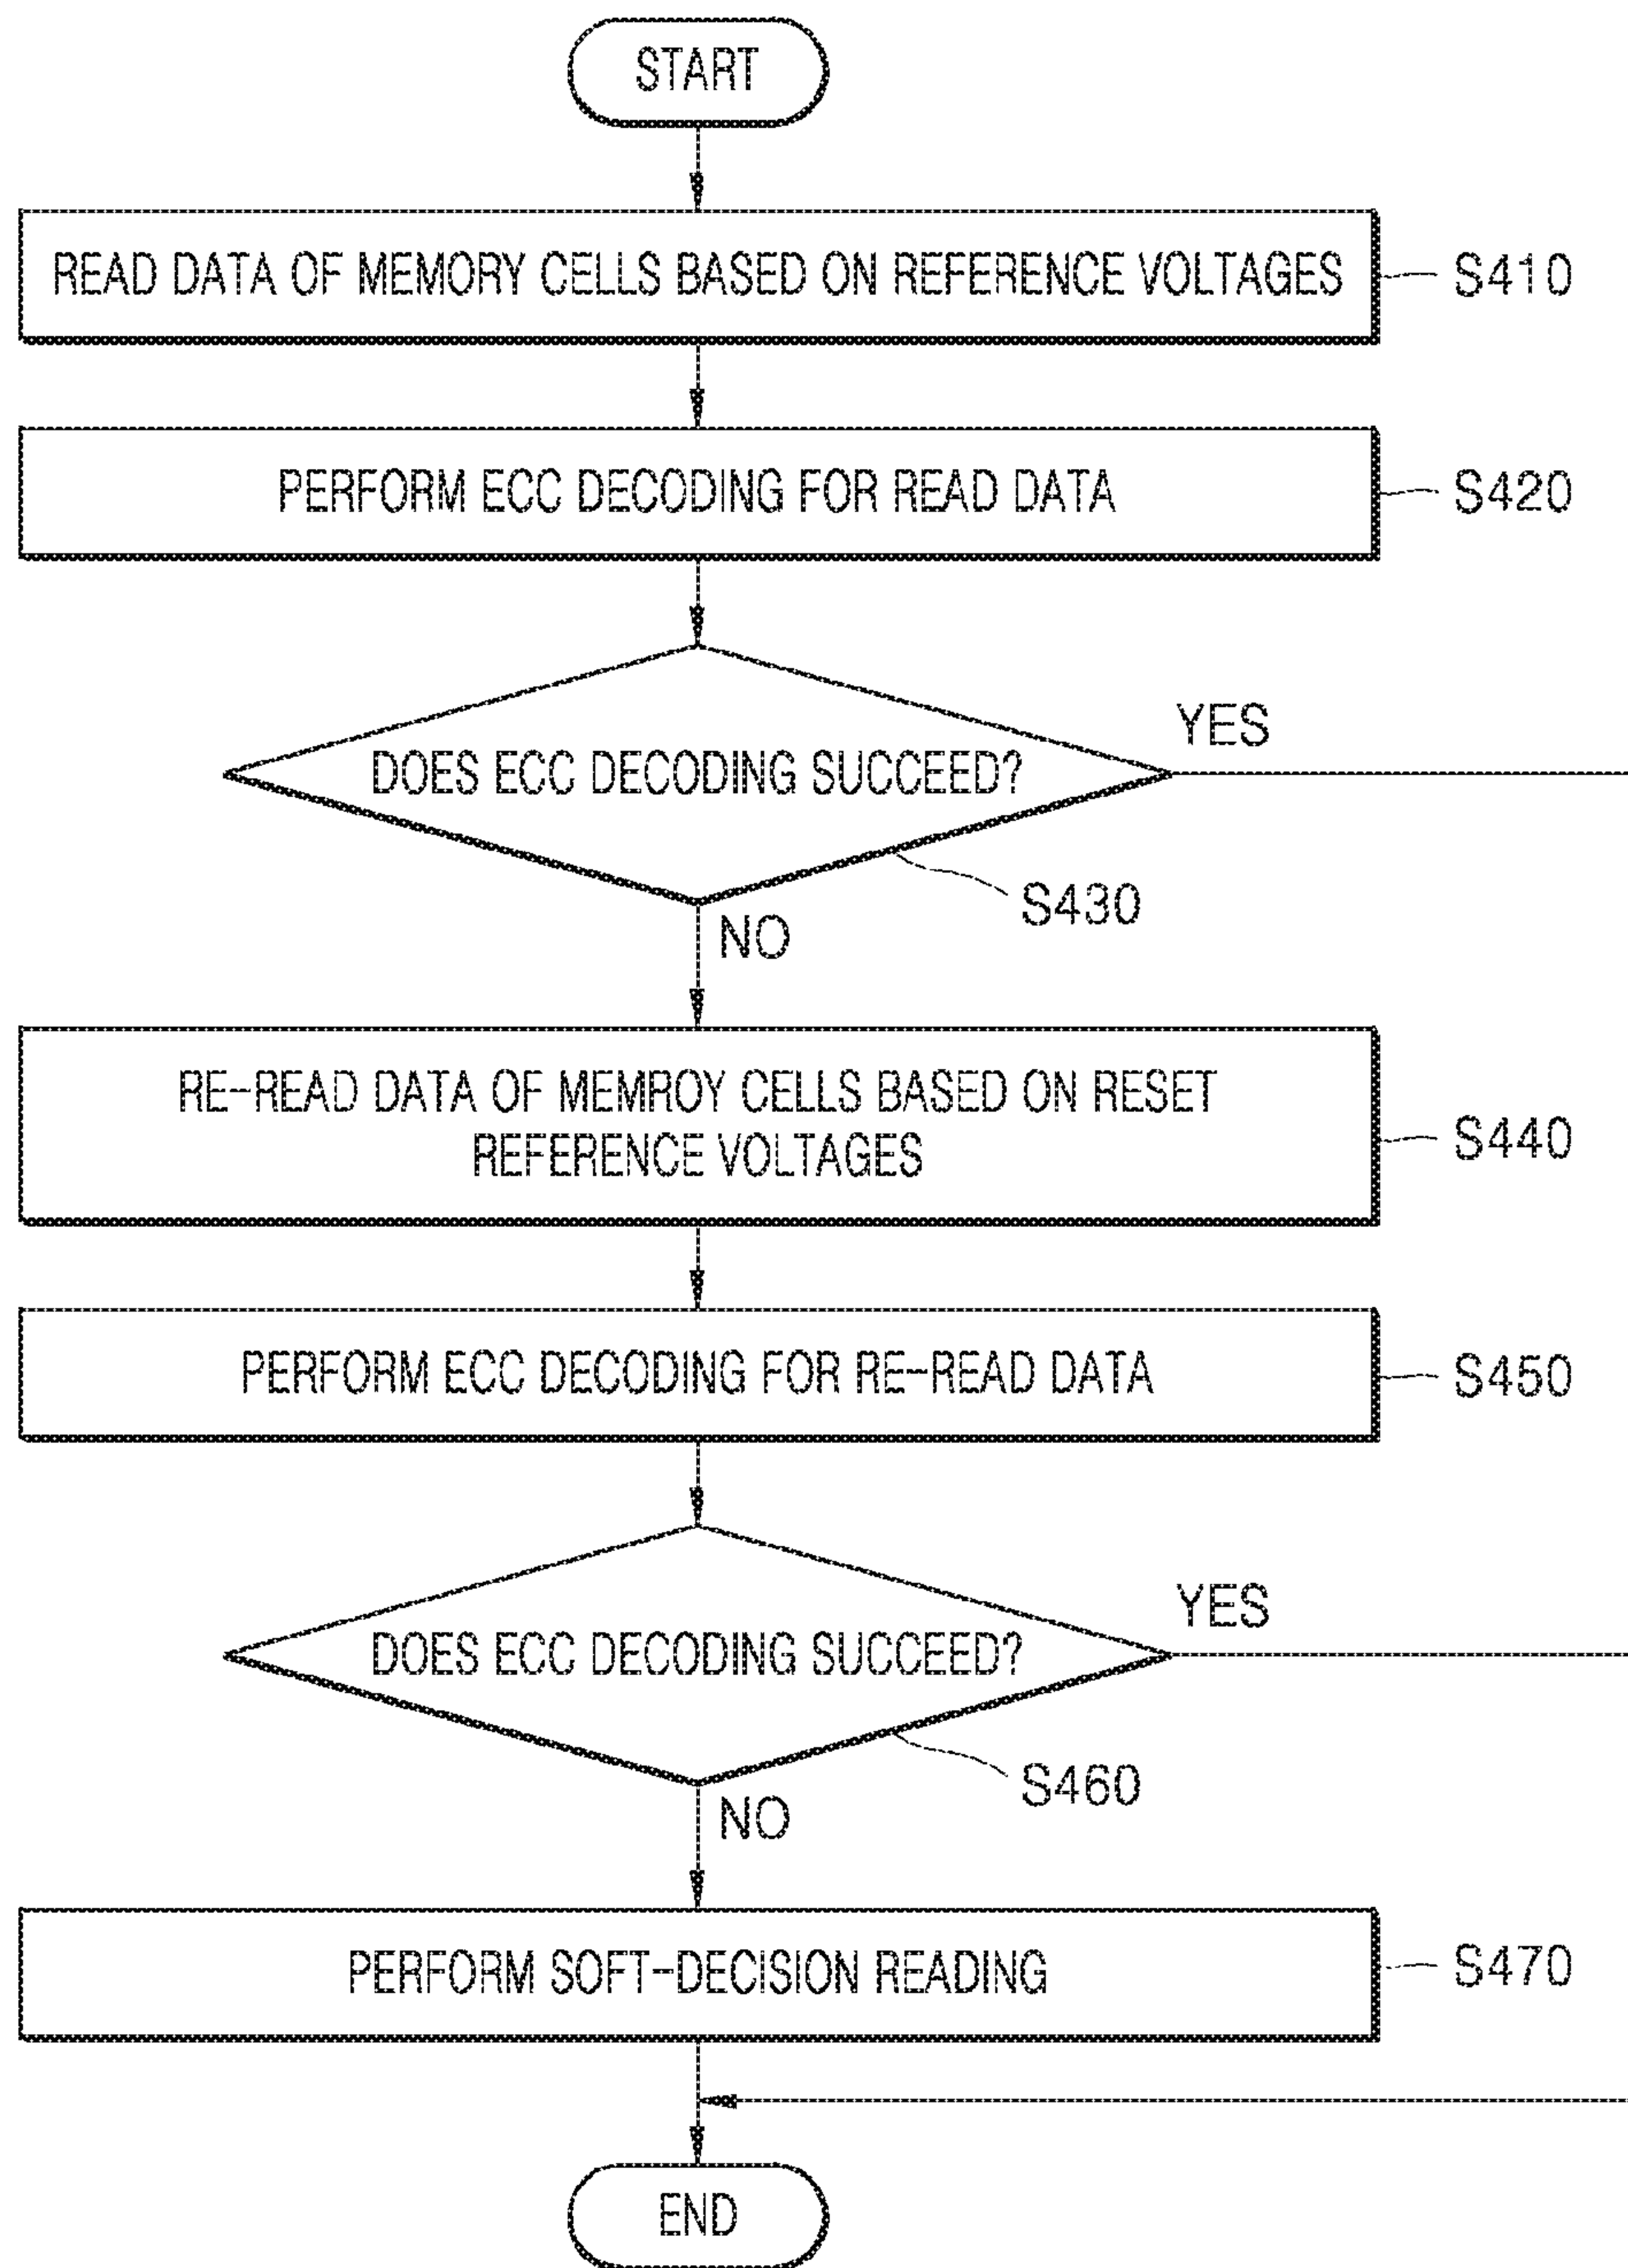 START
READ DATA OF MEMORY CELLS BASED ON REFERENCE VOLTAGES
S410
PERFORM ECC DECODING FOR READ DATA
S420
YES
DOES ECC DECODING SUCCEED?
S430
NO
RE-READ DATA OF MEMROY CELLS BASED ON RESET
REFERENCE VOLTAGES
S440
PERFORM ECC DECODING FOR RE-READ DATA
S450
YES
DOES ECC DECODING SUCCEED?
S460
NO
PERFORM SOFT-DECISION READING
S470
END